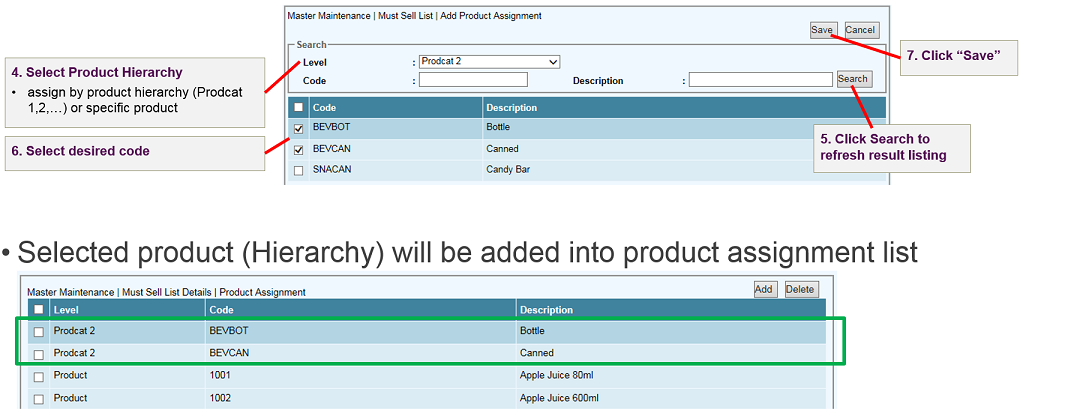 Master Maintenance | Must Sell List | Add Product Assignment
Save Cancel
Search
Level : Prodcat 2
Code : Description : Search
Code Description
BEVBOT Bottle
BEVCAN Canned
SNACAN Candy Bar
4. Select Product Hierarchy
• assign by product hierarchy (Prodcat
1,2,…) or specific product
6. Select desired code
7. Click “Save”
5. Click Search to
refresh result listing
• Selected product (Hierarchy) will be added into product assignment list
Master Maintenance | Must Sell List Details | Product Assignment
Add Delete
Level Code Description
Prodcat 2 BEVBOT Bottle
Prodcat 2 BEVCAN Canned
Product 1001 Apple Juice 80ml
Product 1002 Apple Juice 600ml